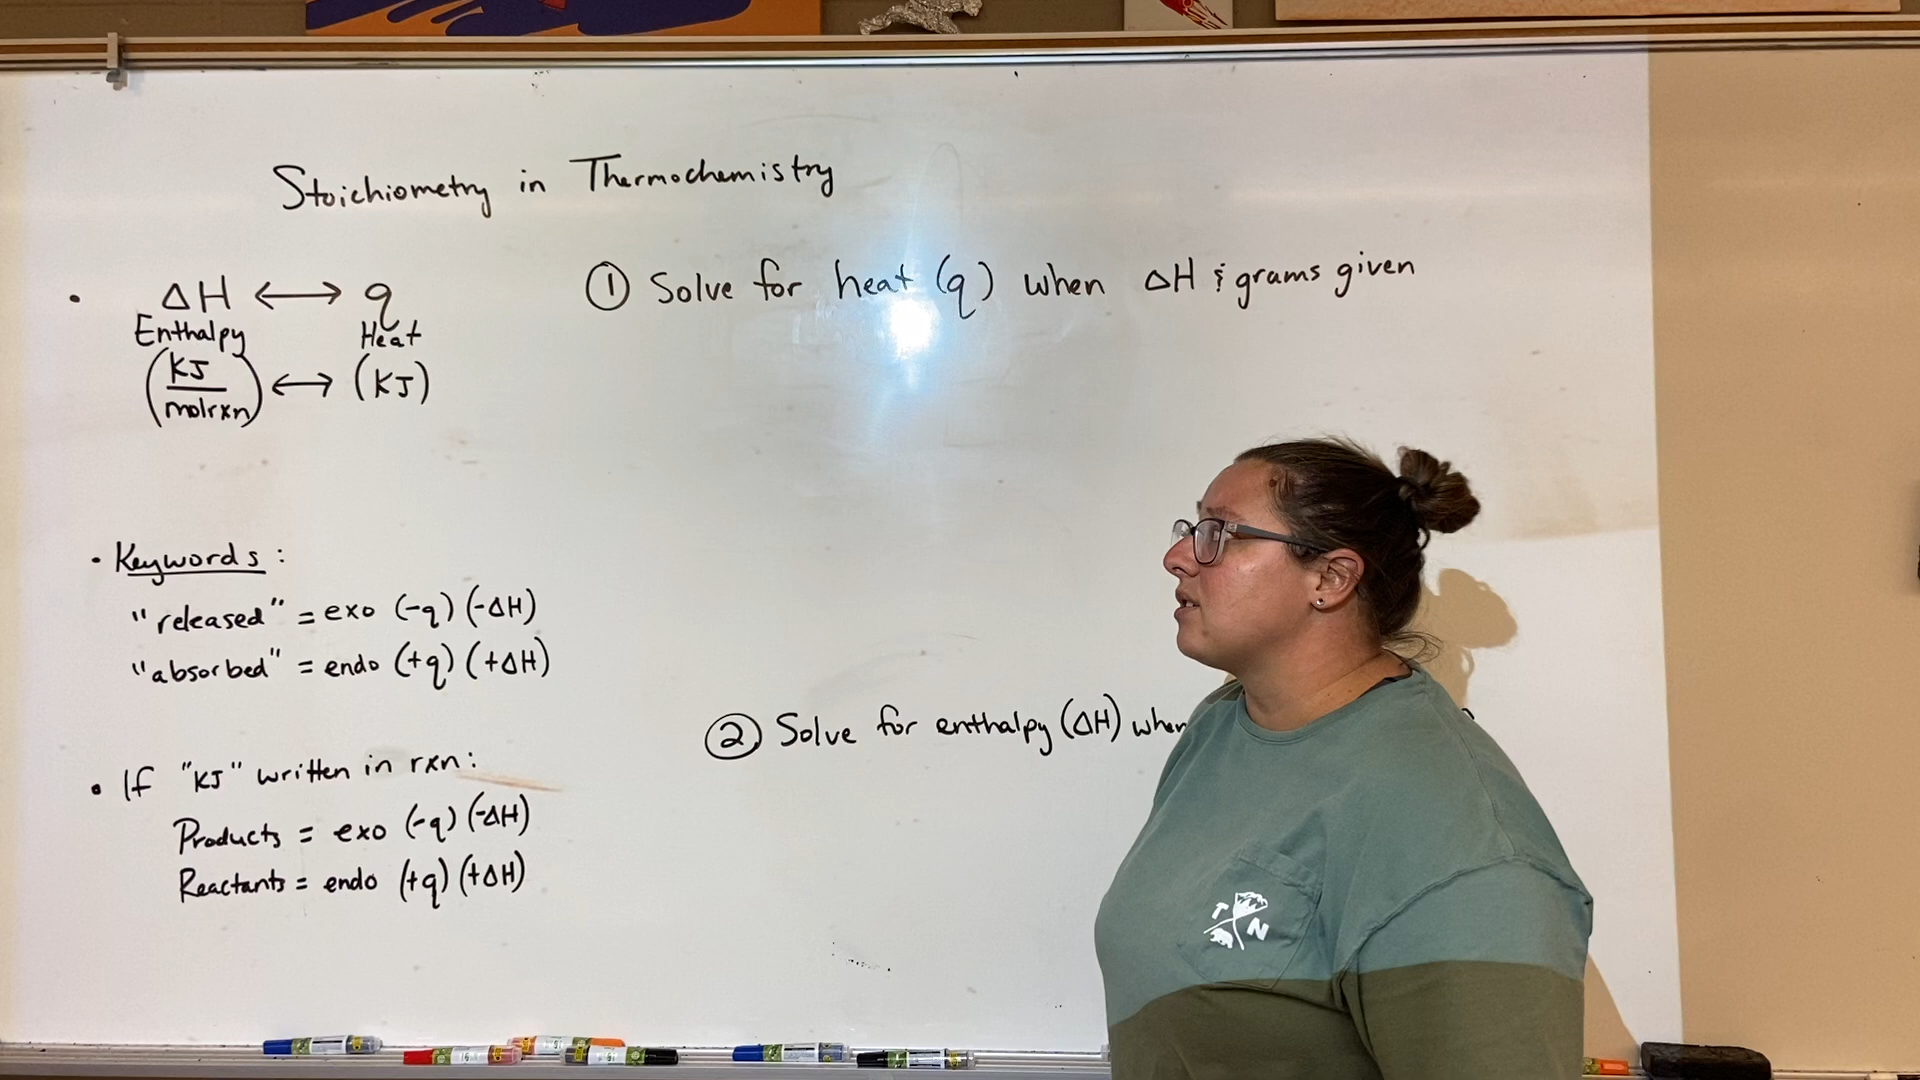 Stoichiometry in Thermochemistry
• ΔH ⟷ q
Enthalpy Heat
(KJ/molrxn) ⟷ (KJ)
• Keywords:
"released" = exo (-q) (-ΔH)
"absorbed" = endo (+q) (+ΔH)
• If "KJ" written in rxn:
Products = exo (-q) (-ΔH)
Reactants = endo (+q) (+ΔH)
① Solve for heat (q) when ΔH & grams given
② Solve for enthalpy (ΔH) when
T N